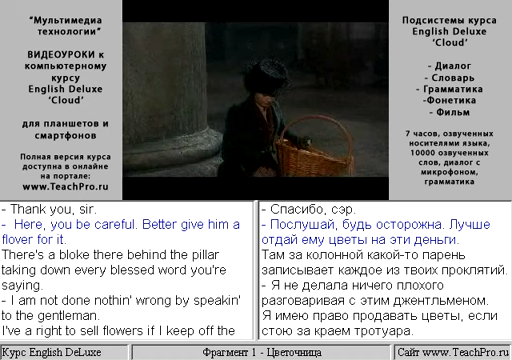 "Мультимедиа
технологии"
ВИДЕОУРОКИ к
компьютерному
курсу
English Deluxe
'Cloud'
для планшетов и
смартфонов
Полная версия курса
доступна в онлайне
на портале:
www.TeachPro.ru
Подсистемы курса
English Deluxe
'Cloud'
- Диалог
- Словарь
- Грамматика
-Фонетика
- Фильм
7 часов, озвученных
носителями языка,
10000 озвученных
слов, диалог с
микрофоном,
грамматика
- Thank you, sir.
- Here, you be careful. Better give him a
flover for it.
There's a bloke there behind the pillar
taking down every blessed word you're
saying.
- I am not done nothin' wrong by speakin'
to the gentleman.
I've a right to sell flowers if I keep off the
- Спасибо, сэр.
- Послушай, будь осторожна. Лучше
отдай ему цветы на эти деньги.
Там за колонной какой-то парень
записывает каждое из твоих проклятий.
- Я не делала ничего плохого
разговаривая с этим джентльменом.
Я имею право продавать цветы, если
стою за краем тротуара.
Курс English DeLuxe
Фрагмент 1 - Цветочница
Сайт www.TeachPro.ru